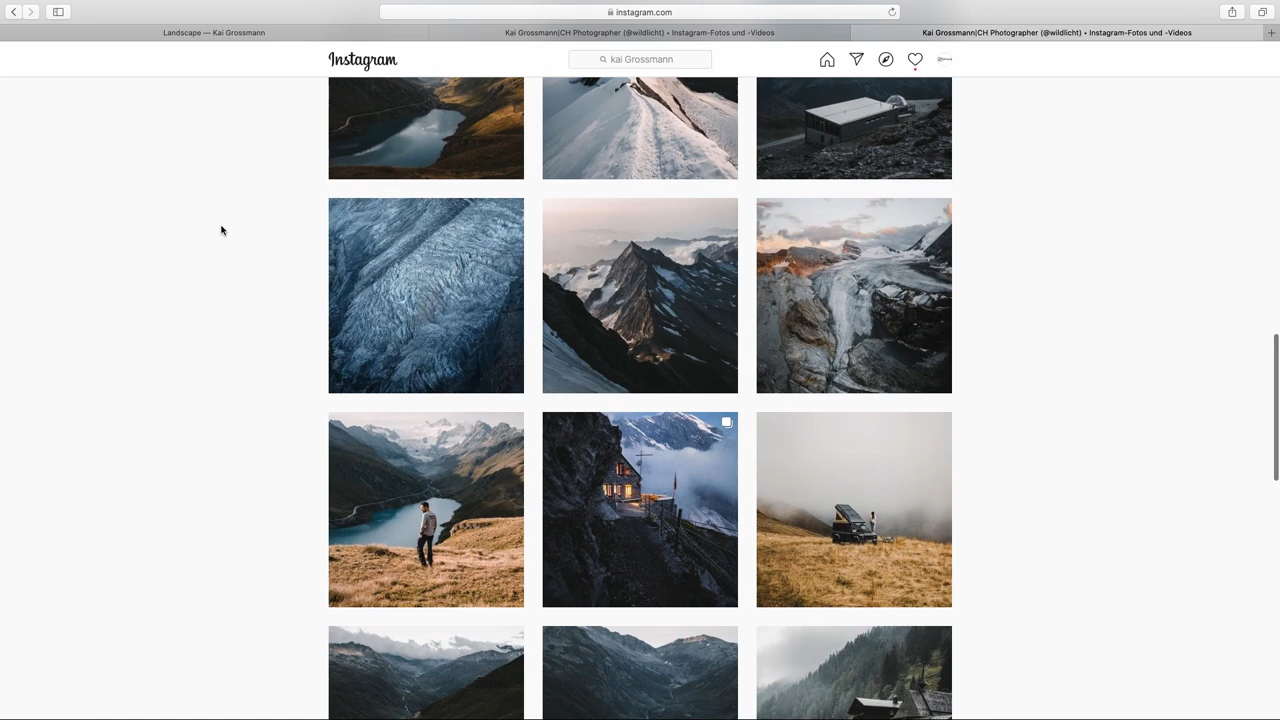 instagram.com
Landscape — Kai Grossmann
Kai Grossmann|CH Photographer (@wildlicht) • Instagram-Fotos und -Videos
Kai Grossmann|CH Photographer (@wildlicht) • Instagram-Fotos und -Videos
Instagram
kai Grossmann